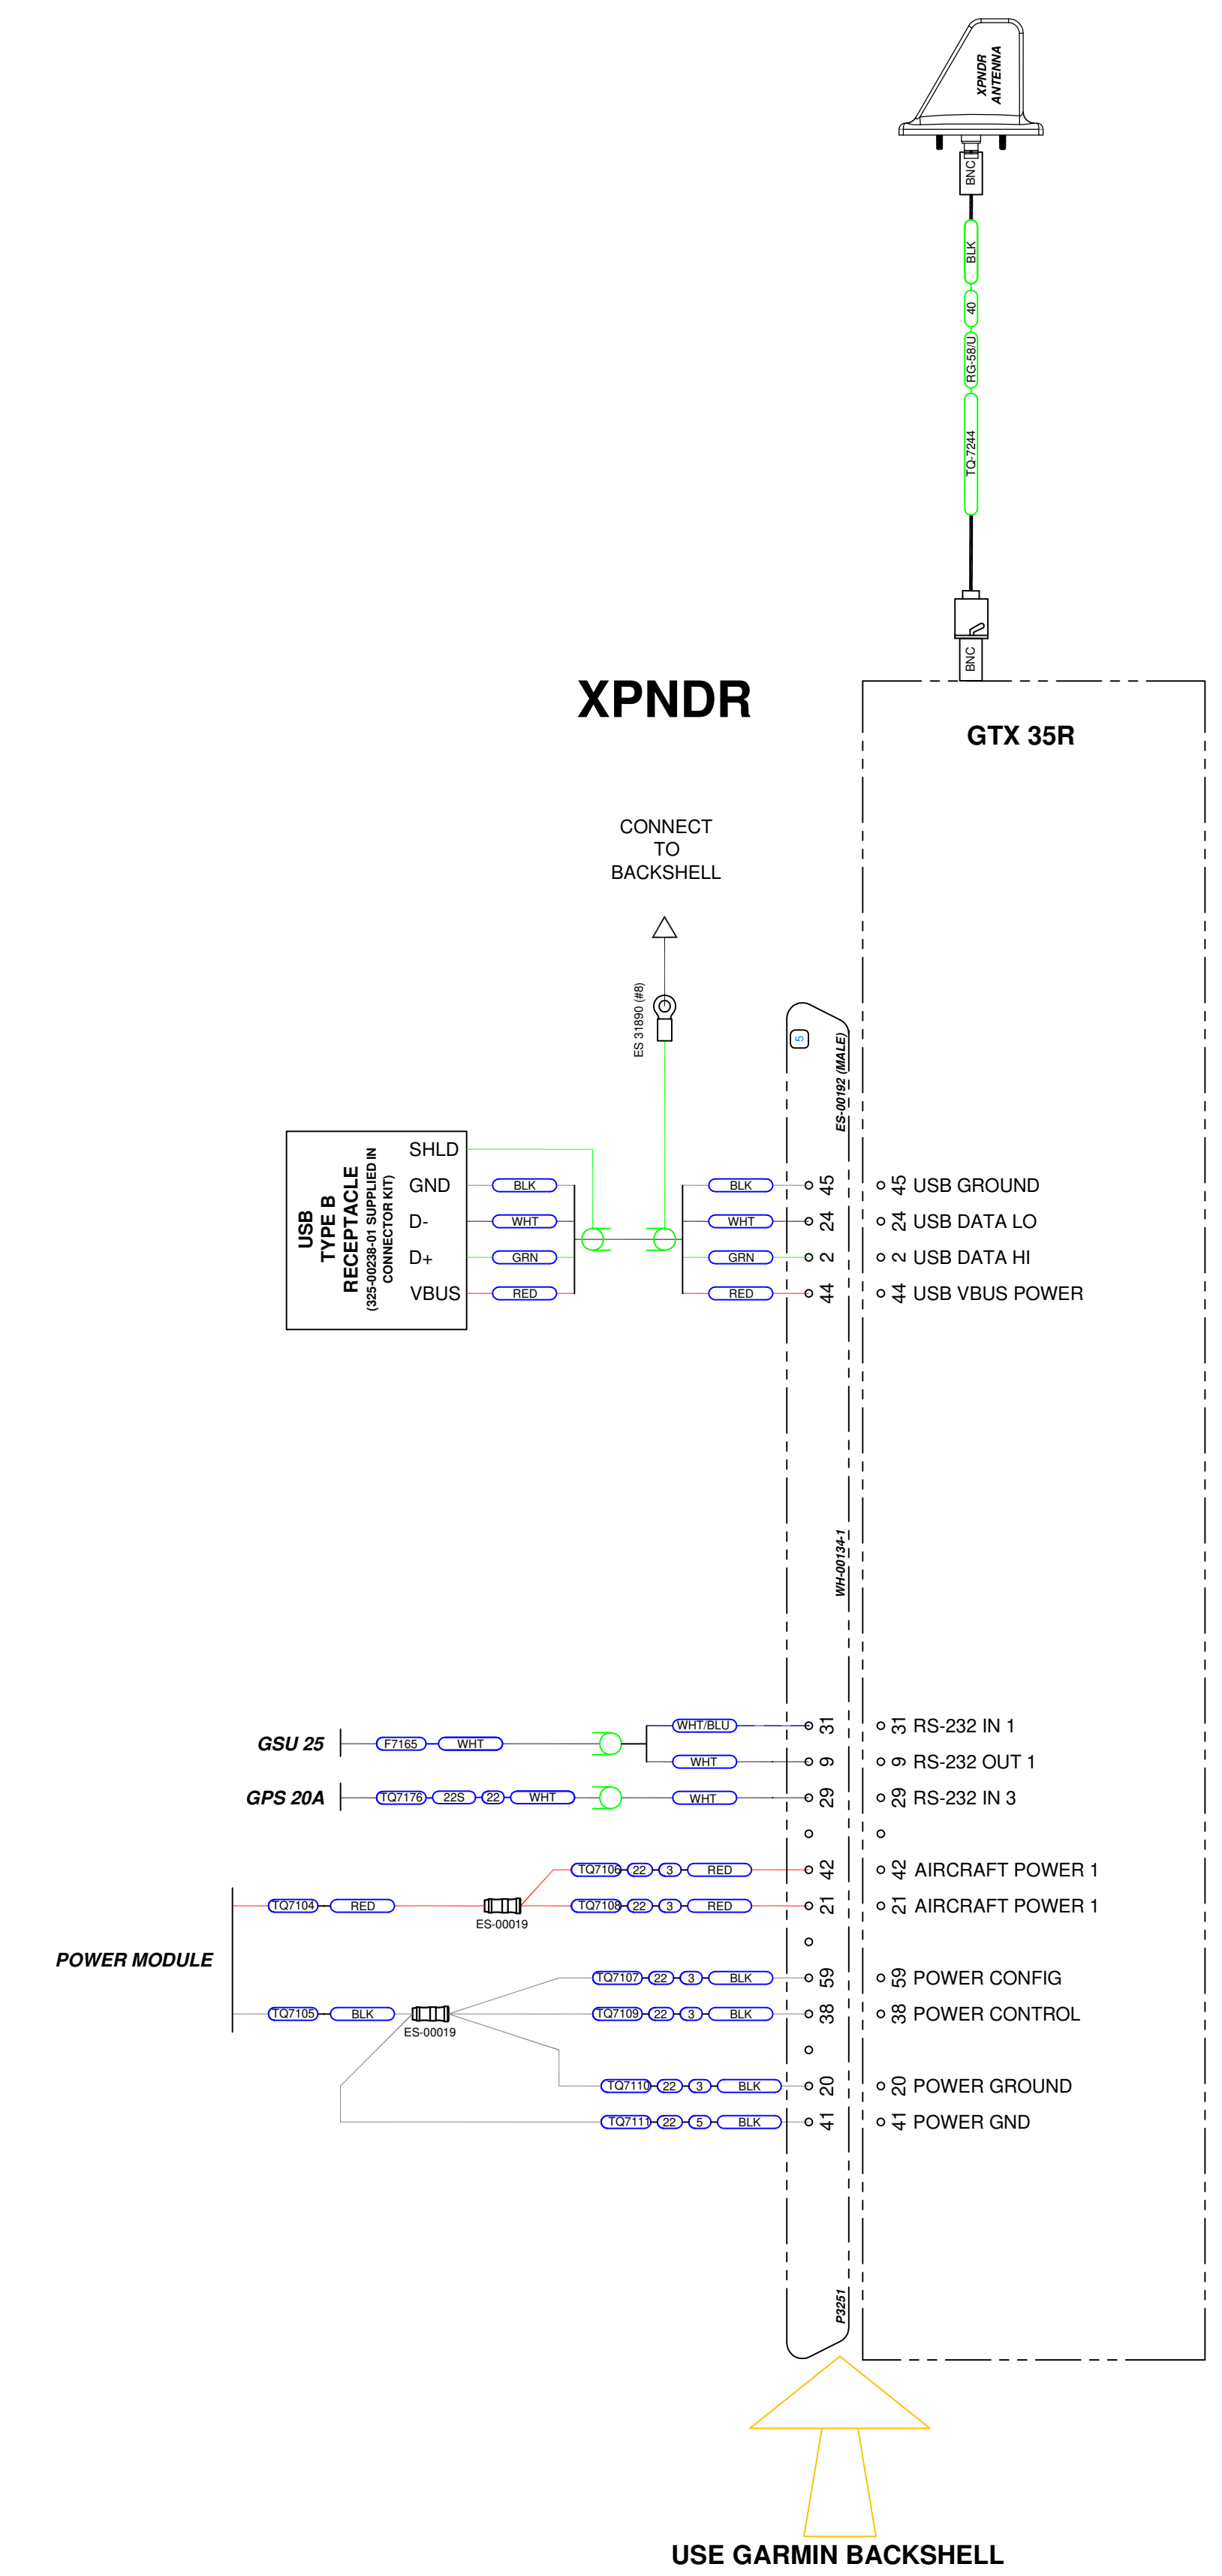 XPNDR
ANTENNA
BNC
BLK
40
RG-58/U
TQ-7244
BNC
XPNDR
GTX 35R
CONNECT
TO
BACKSHELL
ES 31890 (#8)
5
ES-00192 (MALE)
USB
TYPE B
RECEPTACLE
(325-00238-01 SUPPLIED IN
CONNECTOR KIT)
SHLD
GND BLK BLK 45 45 USB GROUND
D- WHT WHT 24 24 USB DATA LO
D+ GRN GRN 2 2 USB DATA HI
VBUS RED RED 44 44 USB VBUS POWER
WH-00134-1
WHT/BLU 31 31 RS-232 IN 1
GSU 25 F7165 WHT
WHT 9 9 RS-232 OUT 1
GPS 20A TQ7176 22S 22 WHT WHT 29 29 RS-232 IN 3
TQ7106 22 3 RED 42 42 AIRCRAFT POWER 1
TQ7104 RED TQ7108 22 3 RED 21 21 AIRCRAFT POWER 1
ES-00019
POWER MODULE
TQ7107 22 3 BLK 59 59 POWER CONFIG
TQ7105 BLK TQ7109 22 3 BLK 38 38 POWER CONTROL
ES-00019
TQ7110 22 3 BLK 20 20 POWER GROUND
TQ7111 22 5 BLK 41 41 POWER GND
P3251
USE GARMIN BACKSHELL